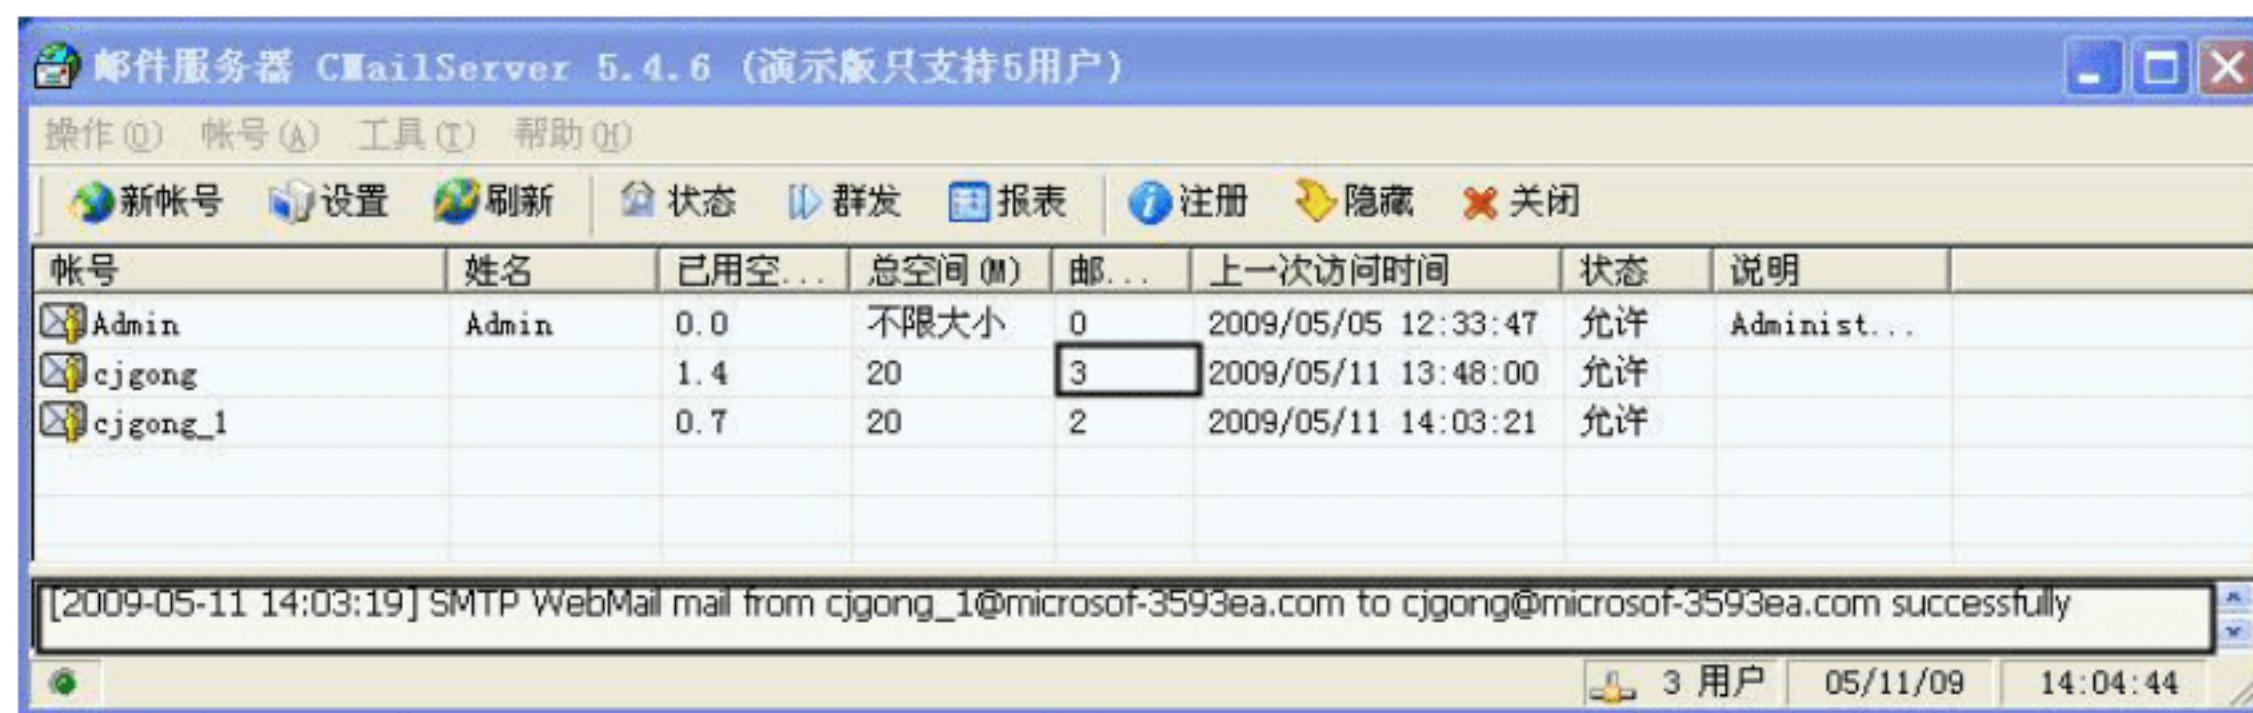 邮件服务器 CMailServer 5.4.6 (演示版只支持5用户)
操作(O) 帐号(A) 工具(T) 帮助(H)
新帐号 设置 刷新 状态 群发 报表 注册 隐藏 关闭
帐号 姓名 已用空... 总空间(M) 邮... 上一次访问时间 状态 说明
Admin Admin 0.0 不限大小 0 2009/05/05 12:33:47 允许 Administ...
cjgong 1.4 20 3 2009/05/11 13:48:00 允许
cjgong_1 0.7 20 2 2009/05/11 14:03:21 允许
[2009-05-11 14:03:19] SMTP WebMail mail from cjgong_1@microsof-3593ea.com to cjgong@microsof-3593ea.com successfully
3 用户 05/11/09 14:04:44